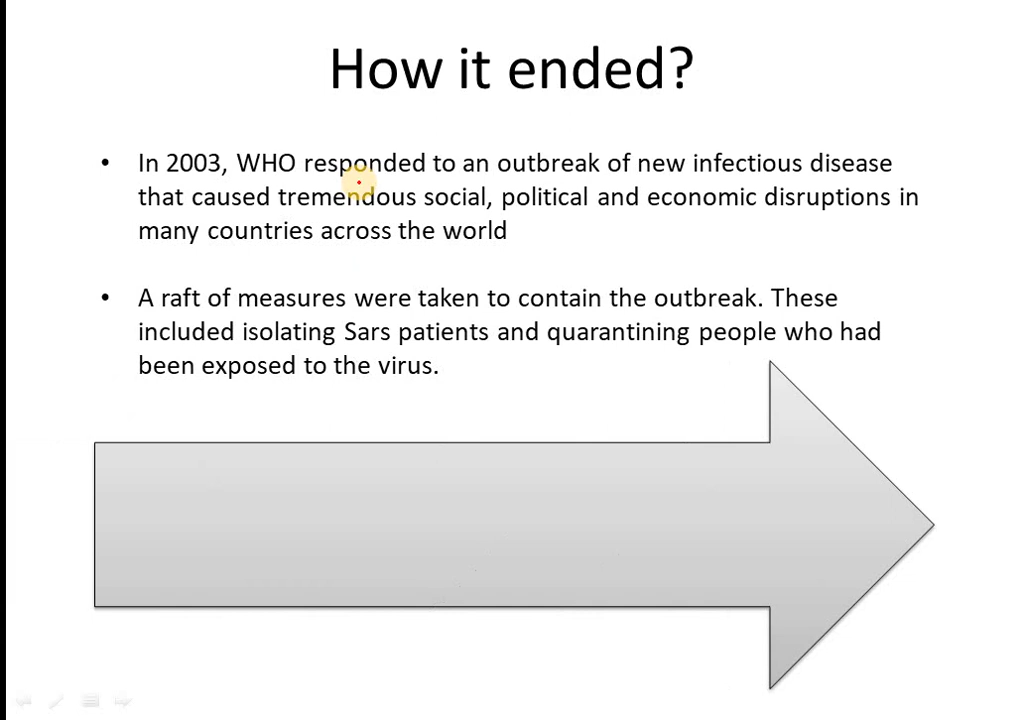 How it ended?
• In 2003, WHO responded to an outbreak of new infectious disease
that caused tremendous social, political and economic disruptions in
many countries across the world
• A raft of measures were taken to contain the outbreak. These
included isolating Sars patients and quarantining people who had
been exposed to the virus.